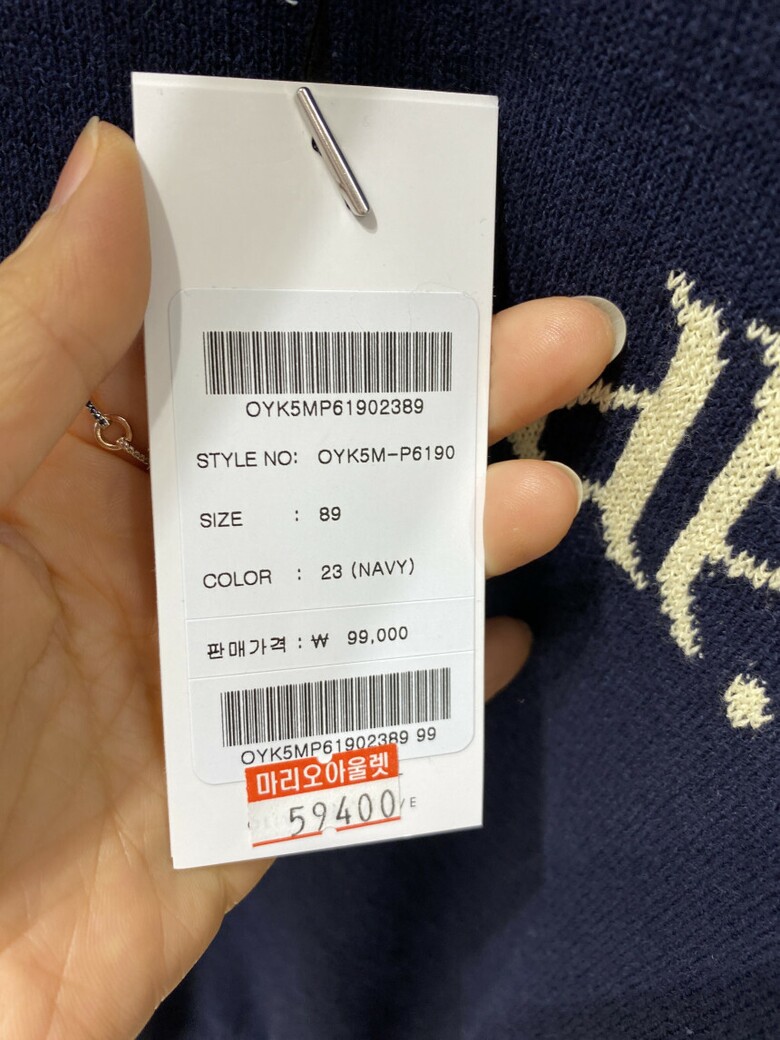 OYK5MP61902389
STYLE NO: OYK5M-P6190
SIZE : 89
COLOR : 23 (NAVY)
판매가격 : ₩ 99,000
OYK5MP61902389 99
마리오아울렛
59400